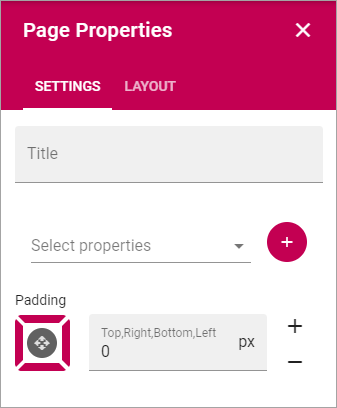 Page Properties
SETTINGS LAYOUT
Title
Select properties
Padding
Top,Right,Bottom,Left
0 px